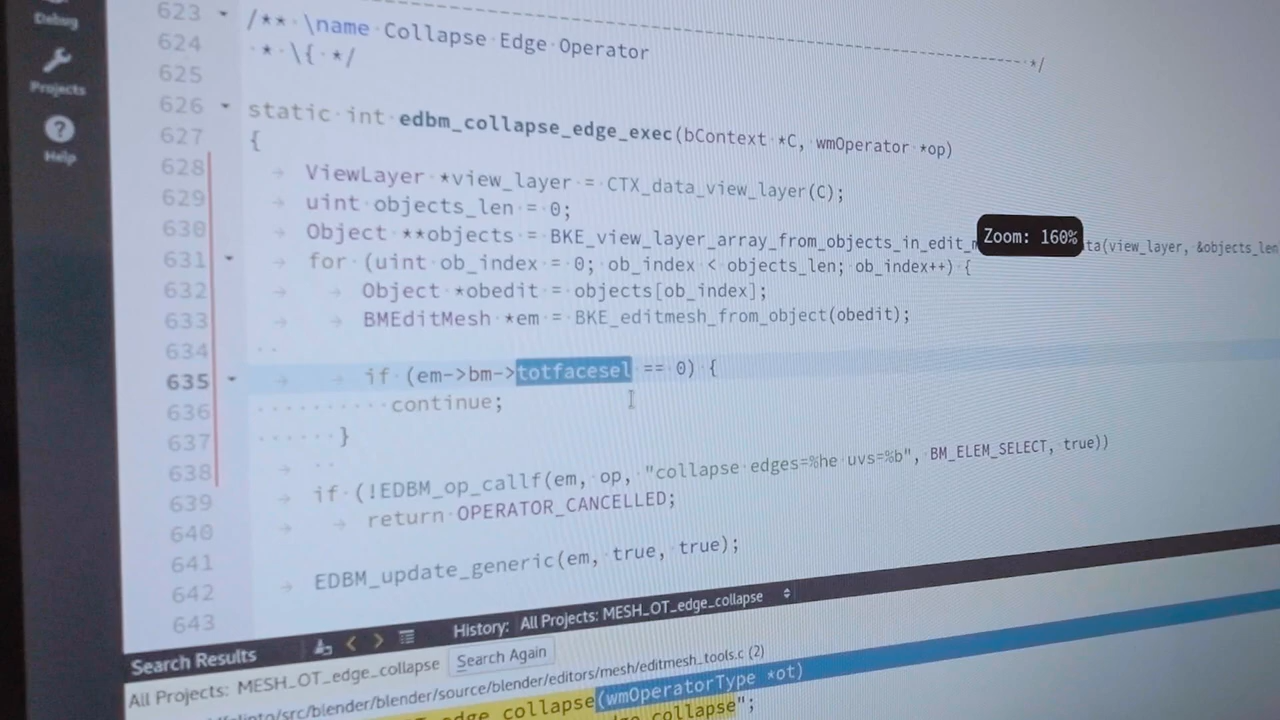 Debug
Projects
Help
623
624 /** \name Collapse Edge Operator
625 * \{ */
626 static int edbm_collapse_edge_exec(bContext *C, wmOperator *op)
627 {
628 ViewLayer *view_layer = CTX_data_view_layer(C);
629 uint objects_len = 0;
630 Object **objects = BKE_view_layer_array_from_objects_in_edit_ ta(view_layer, &objects_len
Zoom: 160%
631 for (uint ob_index = 0; ob_index < objects_len; ob_index++) {
632 Object *obedit = objects[ob_index];
633 BMEditMesh *em = BKE_editmesh_from_object(obedit);
634
635 if (em->bm->totfacesel == 0) {
636 continue;
637 }
638
639 if (!EDBM_op_callf(em, op, "collapse edges=%he uvs=%b", BM_ELEM_SELECT, true))
640 return OPERATOR_CANCELLED;
641
642 EDBM_update_generic(em, true, true);
643
Search Results History: All Projects: MESH_OT_edge_collapse
All Projects: MESH_OT_edge_collapse Search Again
/src/blender/source/blender/editors/mesh/editmesh_tools.c (2)
edge_collapse(wmOperatorType *ot)
collapse";